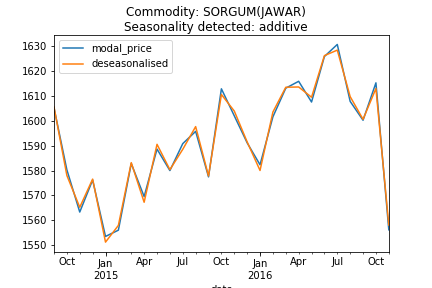 Commodity: SORGUM(JAWAR)
Seasonality detected: additive
modal_price
deseasonalised
1630
1620
1610
1600
1590
1580
1570
1560
1550
Oct Jan Apr Jul Oct Jan Apr Jul Oct
2015 2016
date